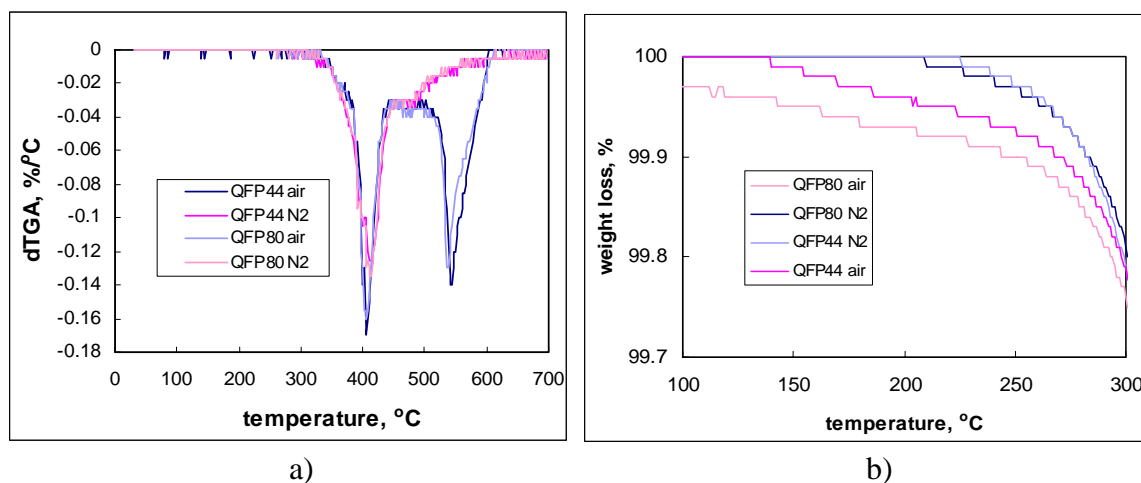 0
-0.02
-0.04
-0.06
-0.08
-0.1
-0.12
-0.14
-0.16
-0.18
dTGA, %/ºC
QFP44 air
QFP44 N2
QFP80 air
QFP80 N2
0 100 200 300 400 500 600 700
temperature, ºC
a)
100
99.9
99.8
99.7
weight loss, %
QFP80 air
QFP80 N2
QFP44 N2
QFP44 air
100 150 200 250 300
temperature, ºC
b)